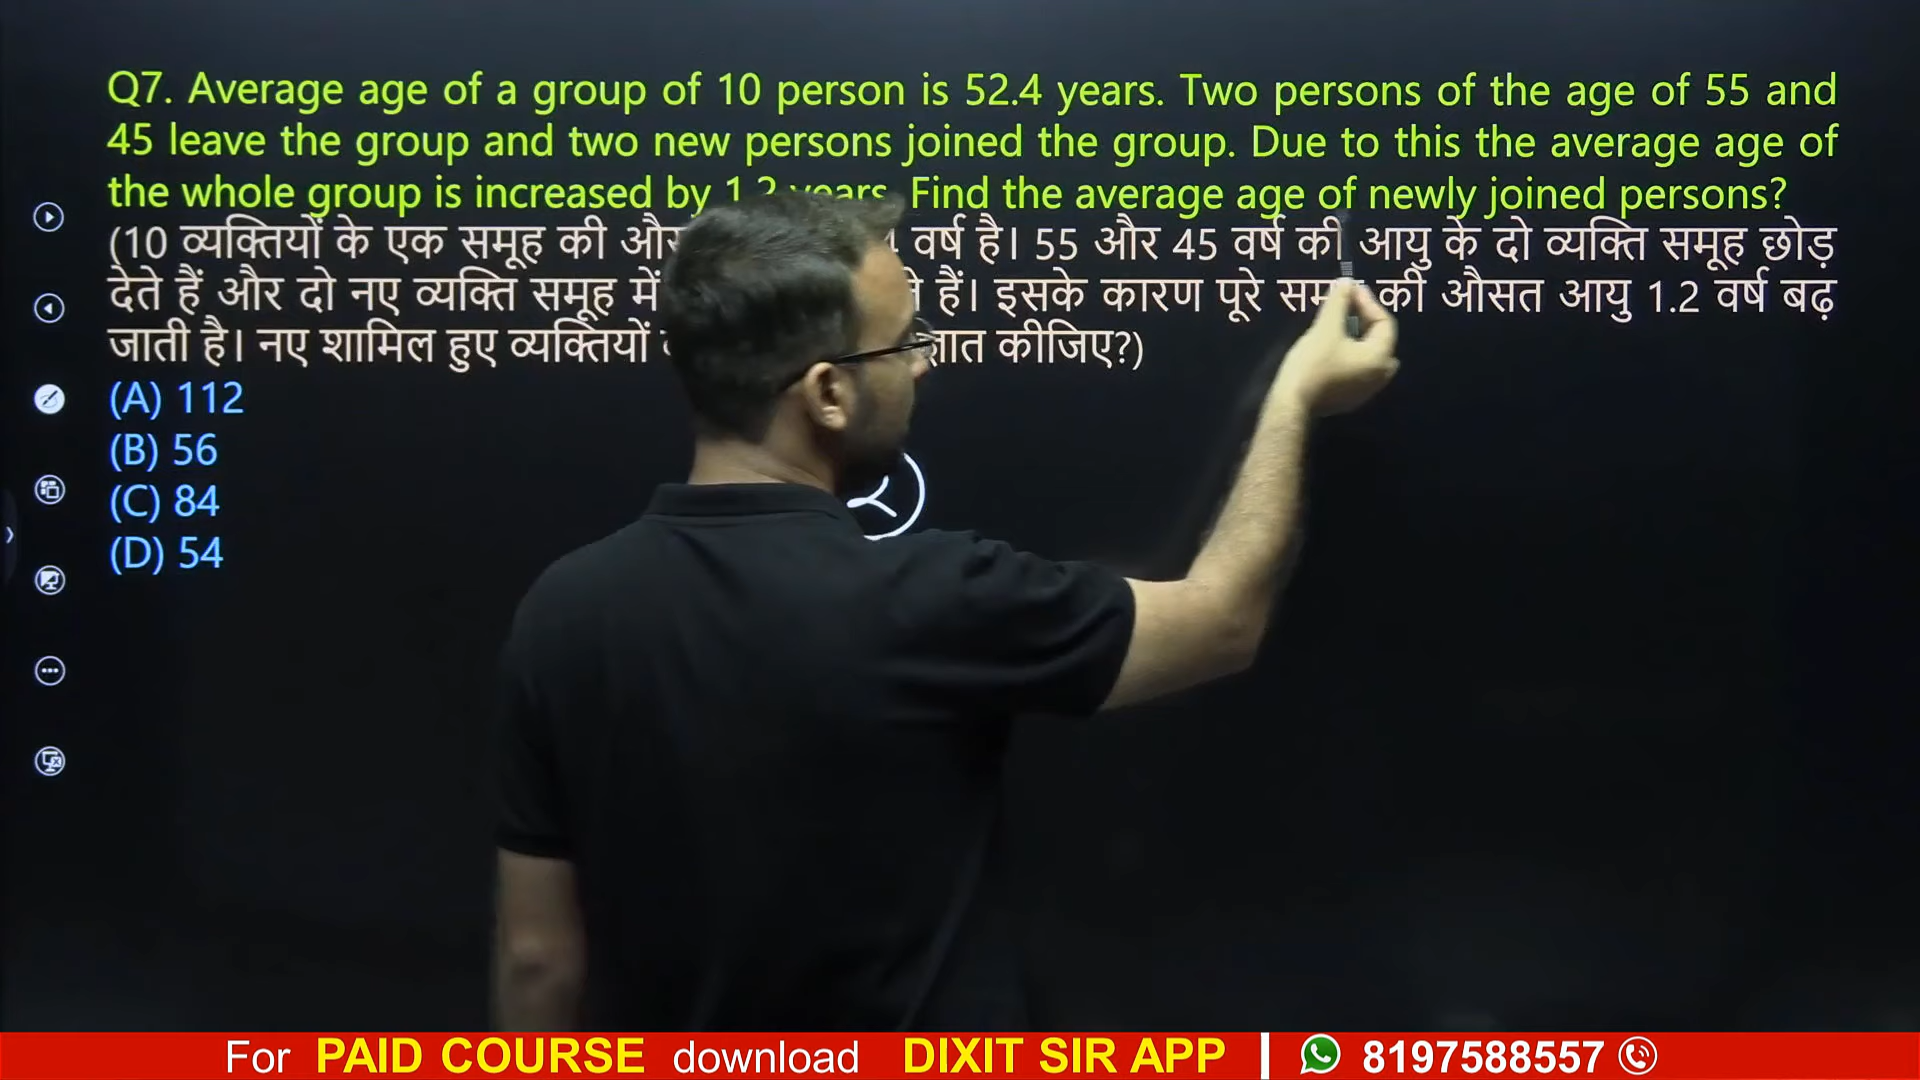 Q7. Average age of a group of 10 person is 52.4 years. Two persons of the age of 55 and
45 leave the group and two new persons joined the group. Due to this the average age of
the whole group is increased by 1.2 years. Find the average age of newly joined persons?
(10 व्यक्तियों के एक समूह की वर्ष है। 55 और 45 वर्ष की आयु के दो व्यक्ति समूह छोड़
देते हैं और दो नए व्यक्ति समूह में हैं। इसके कारण पूरे समूह की औसत आयु 1.2 वर्ष बढ़
जाती है। नए शामिल हुए व्यक्तियों ज्ञात कीजिए?)
(A) 112
(B) 56
(C) 84
(D) 54
For PAID COURSE download DIXIT SIR APP | 8197588557